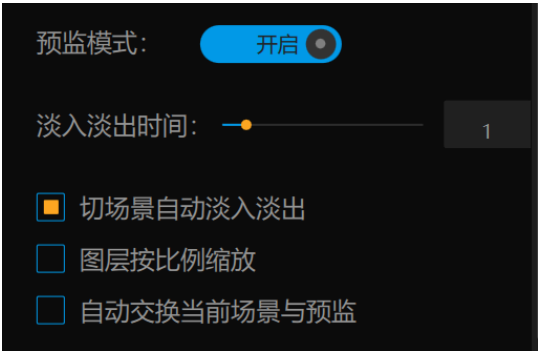 预监模式： 开启
淡入淡出时间： 1
切场景自动淡入淡出
图层按比例缩放
自动交换当前场景与预监